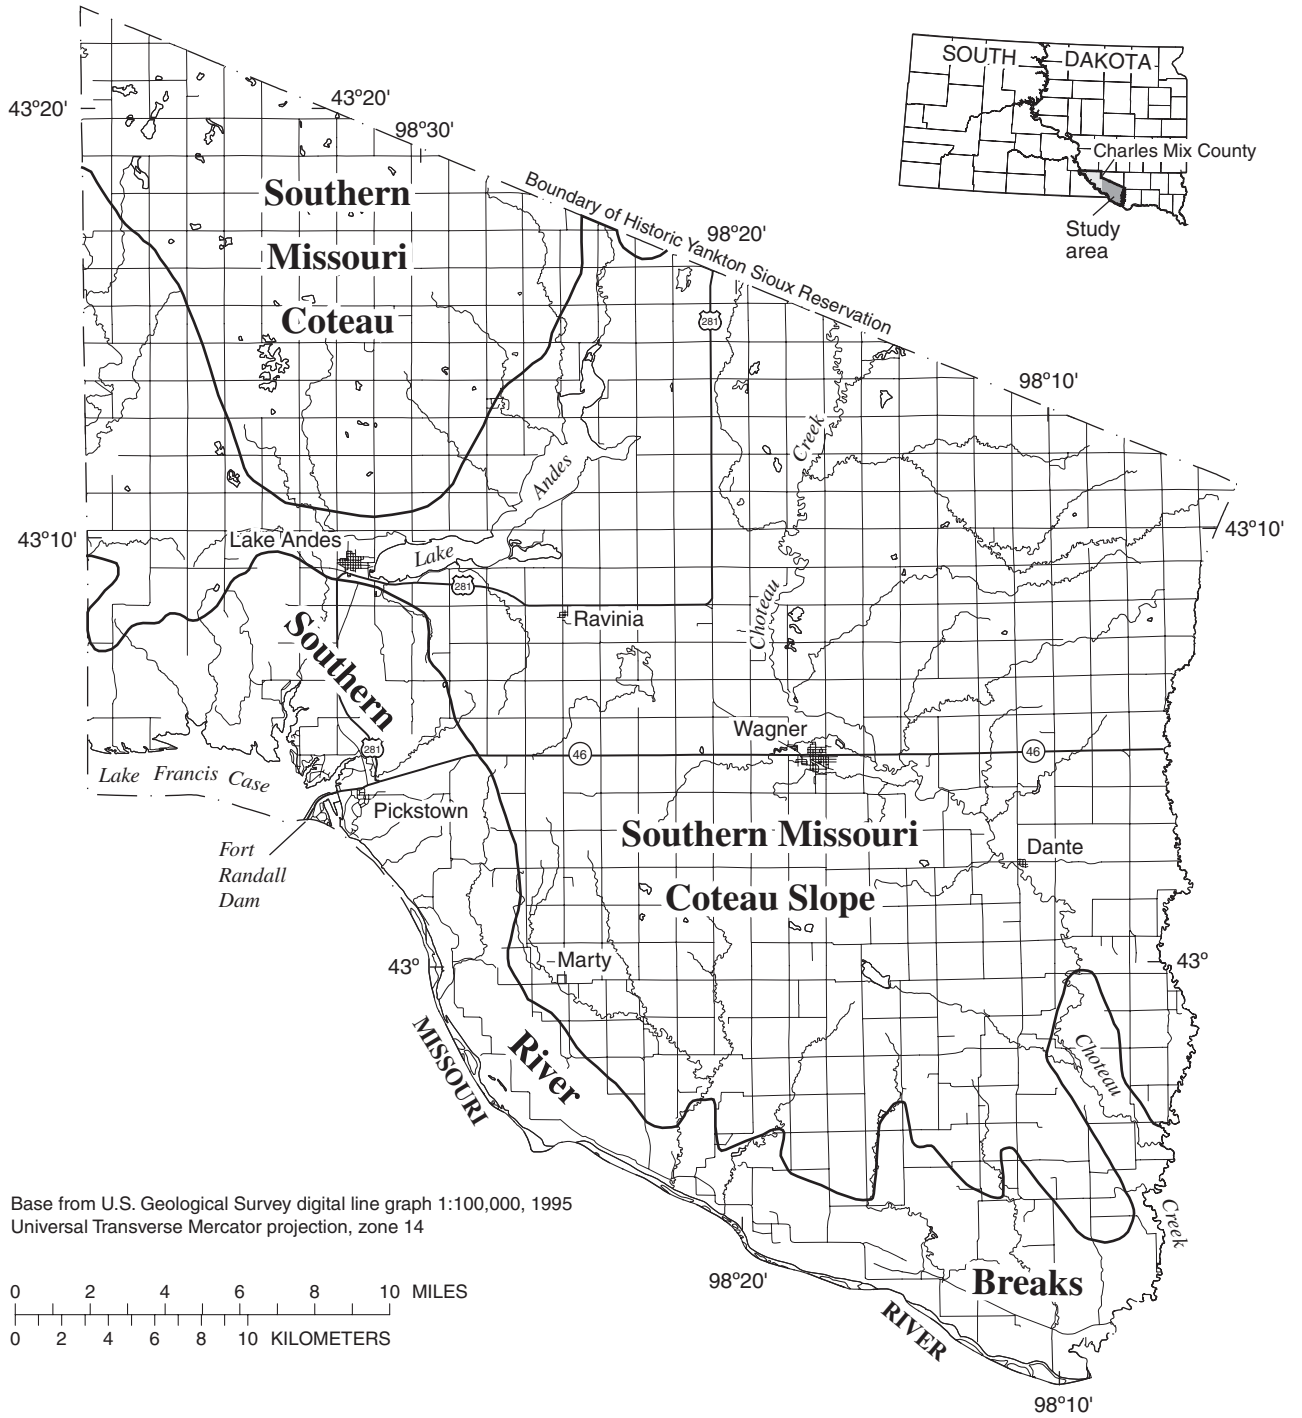 SOUTH DAKOTA
Charles Mix County
Study
area
43°20'
43°20'
98°30'
Boundary of Historic Yankton Sioux Reservation
98°20'
Southern
Missouri
Coteau
281
98°10'
Creek
Andes
43°10'
Lake Andes
Lake
43°10'
281
Choteau
Ravinia
Southern
Wagner
281
46
46
Lake Francis Case
Pickstown
Southern Missouri
Coteau Slope
Dante
Fort
Randall
Dam
Marty
43°
43°
MISSOURI
River
Choteau
Base from U.S. Geological Survey digital line graph 1:100,000, 1995
Universal Transverse Mercator projection, zone 14
Creek
98°20'
Breaks
RIVER
0 2 4 6 8 10 MILES
0 2 4 6 8 10 KILOMETERS
98°10'